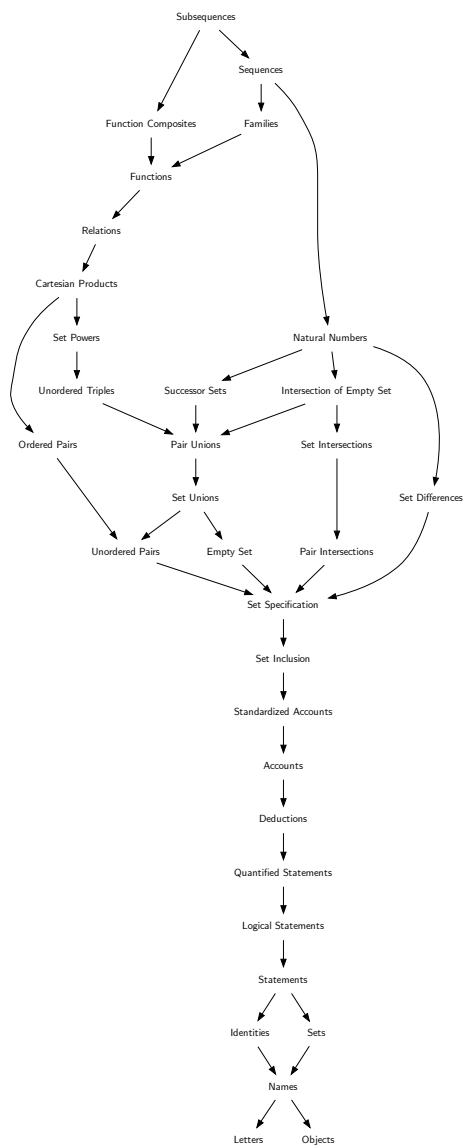 Subsequences
Sequences
Function Composites
Families
Functions
Relations
Cartesian Products
Set Powers
Natural Numbers
Unordered Triples
Successor Sets
Intersection of Empty Set
Ordered Pairs
Pair Unions
Set Intersections
Set Unions
Set Differences
Unordered Pairs
Empty Set
Pair Intersections
Set Specification
Set Inclusion
Standardized Accounts
Accounts
Deductions
Quantified Statements
Logical Statements
Statements
Identities
Sets
Names
Letters
Objects